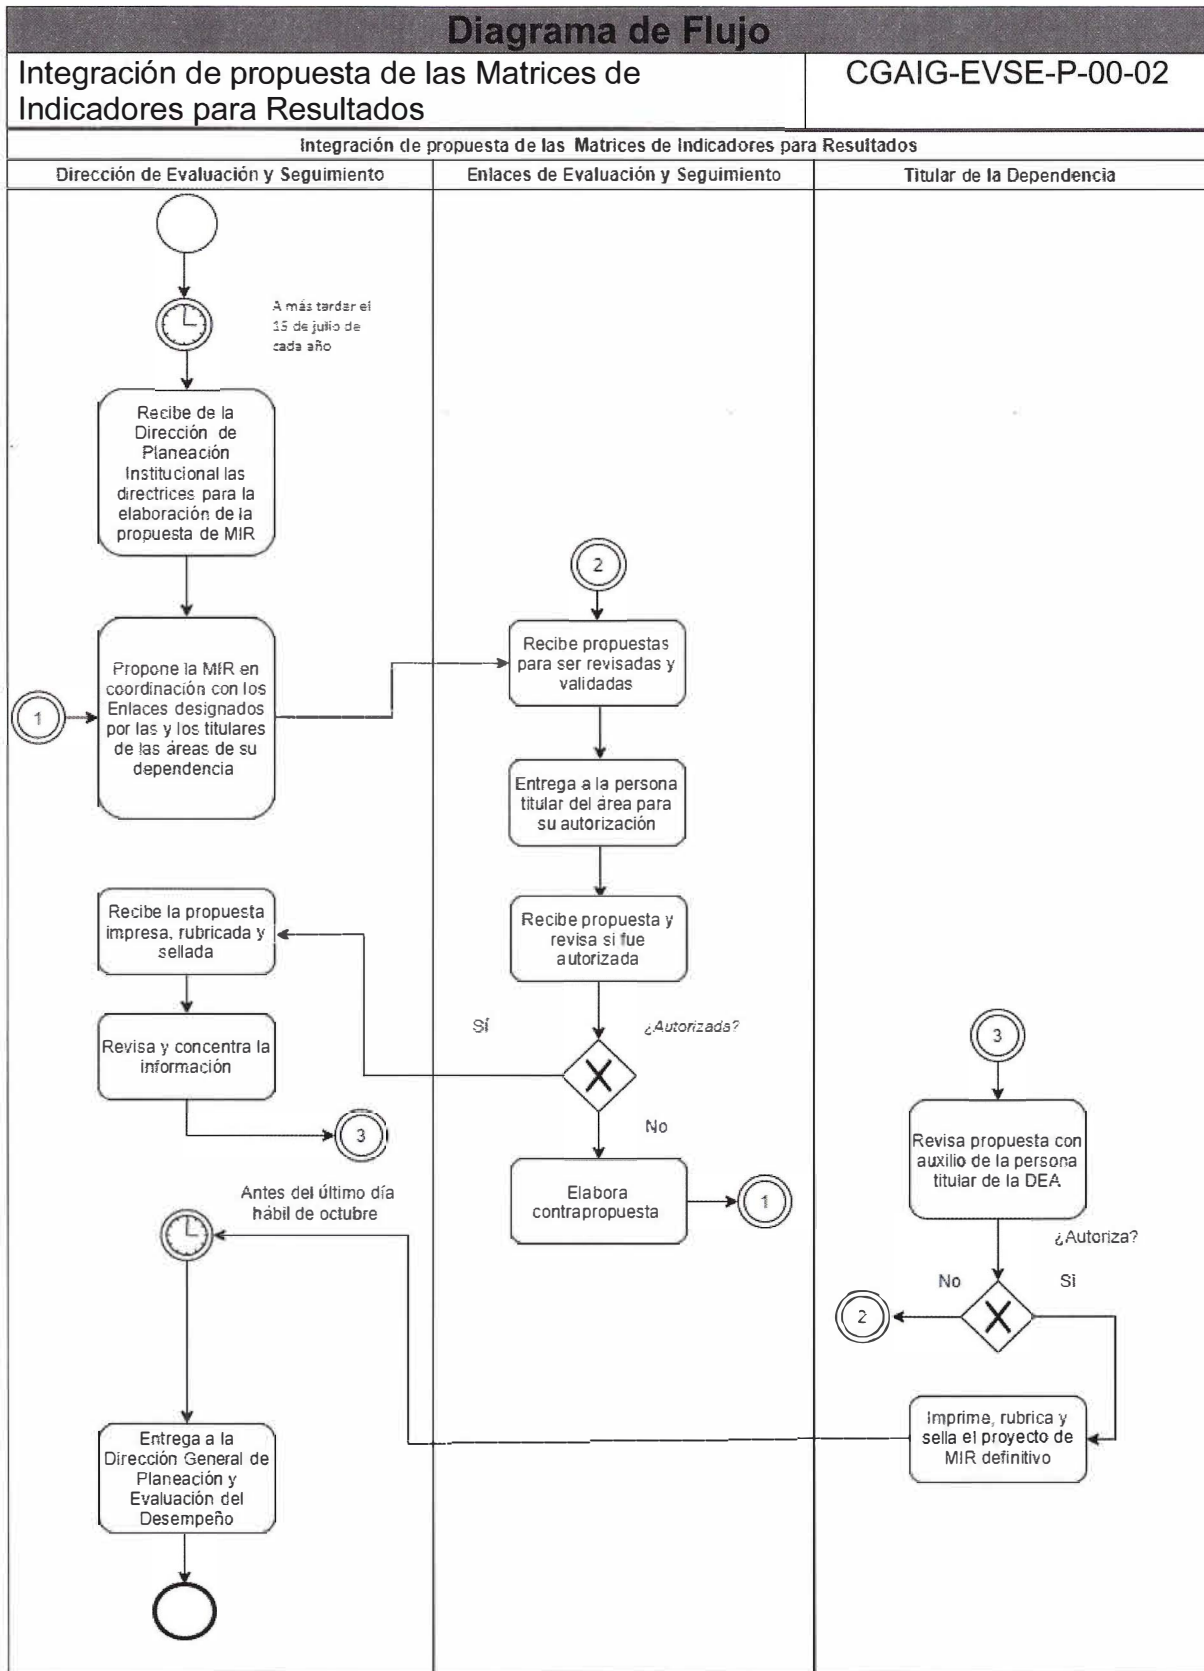 Diagrama de Flujo
Integración de propuesta de las Matrices de
Indicadores para Resultados
CGAIG-EVSE-P-00-02
Integración de propuesta de las Matrices de Indicadores para Resultados
Dirección de Evaluación y Seguimiento
Enlaces de Evaluación y Seguimiento
Titular de la Dependencia
A más tardar el
15 de julio de
cada año
Recibe de la
Dirección de
Planeación
Institucional las
directrices para la
elaboración de la
propuesta de MIR
1
Propone la MIR en
coordinación con los
Enlaces designados
por las y los titulares
de las áreas de su
dependencia
2
Recibe propuestas
para ser revisadas y
validadas
Entrega a la persona
titular del área para
su autorización
Recibe propuesta y
revisa si fue
autorizada
Sí
¿Autorizada?
No
Elabora
contrapropuesta
1
Recibe la propuesta
impresa, rubricada y
sellada
Revisa y concentra la
información
3
3
Revisa propuesta con
auxilio de la persona
titular de la DEA
¿Autoriza?
No
Si
2
Imprime, rubrica y
sella el proyecto de
MIR definitivo
Antes del último día
hábil de octubre
Entrega a la
Dirección General de
Planeación y
Evaluación del
Desempeño